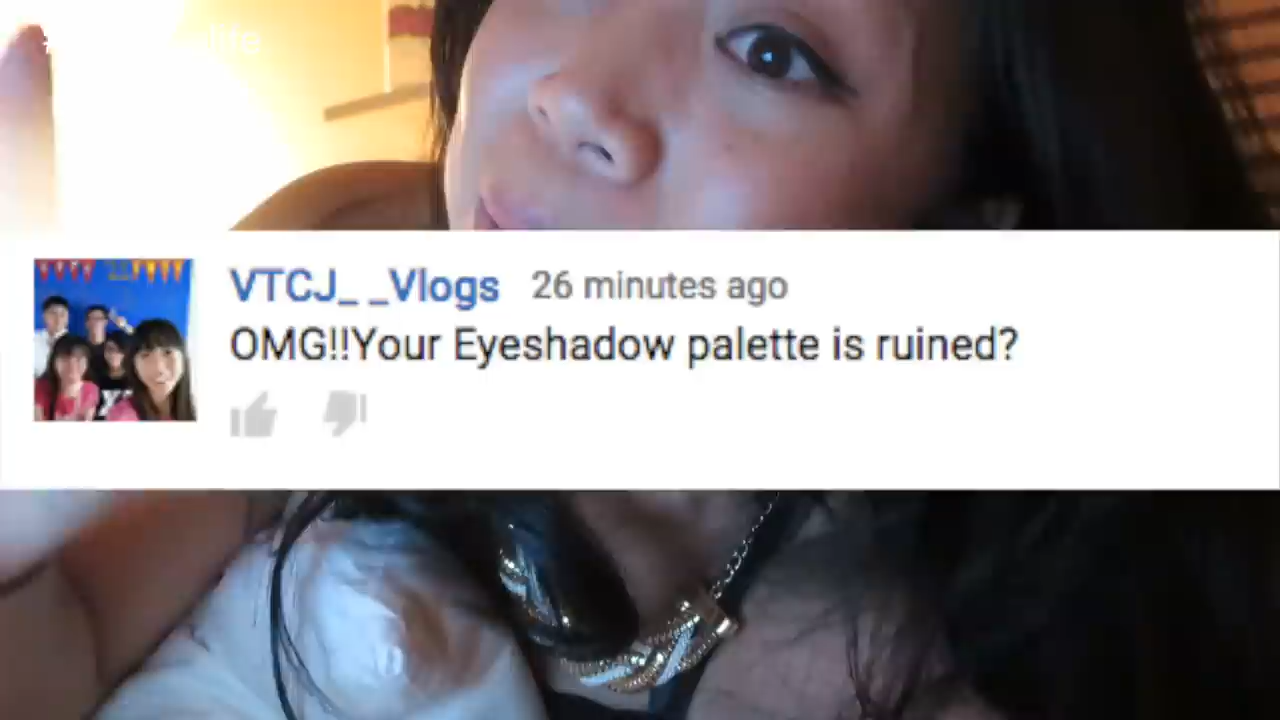 VTCJ_ _Vlogs 26 minutes ago
OMG!!Your Eyeshadow palette is ruined?